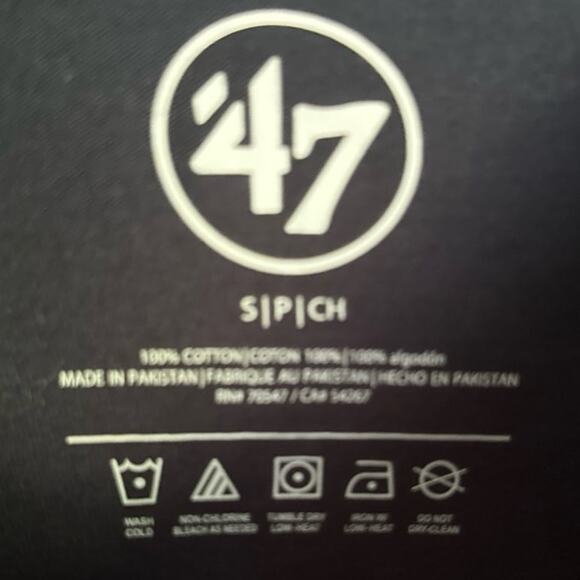 '47
S|P|CH
100% COTTON|COTON 100%|100% algodón
MADE IN PAKISTAN|FABRIQUE AU PAKISTAN|HECHO EN PAKISTAN
RN# 70547 / CA# 14267
WASH COLD
NON-CHLORINE BLEACH AS NEEDED
TUMBLE DRY LOW-HEAT
IRON W/ LOW-HEAT
DO NOT DRY-CLEAN